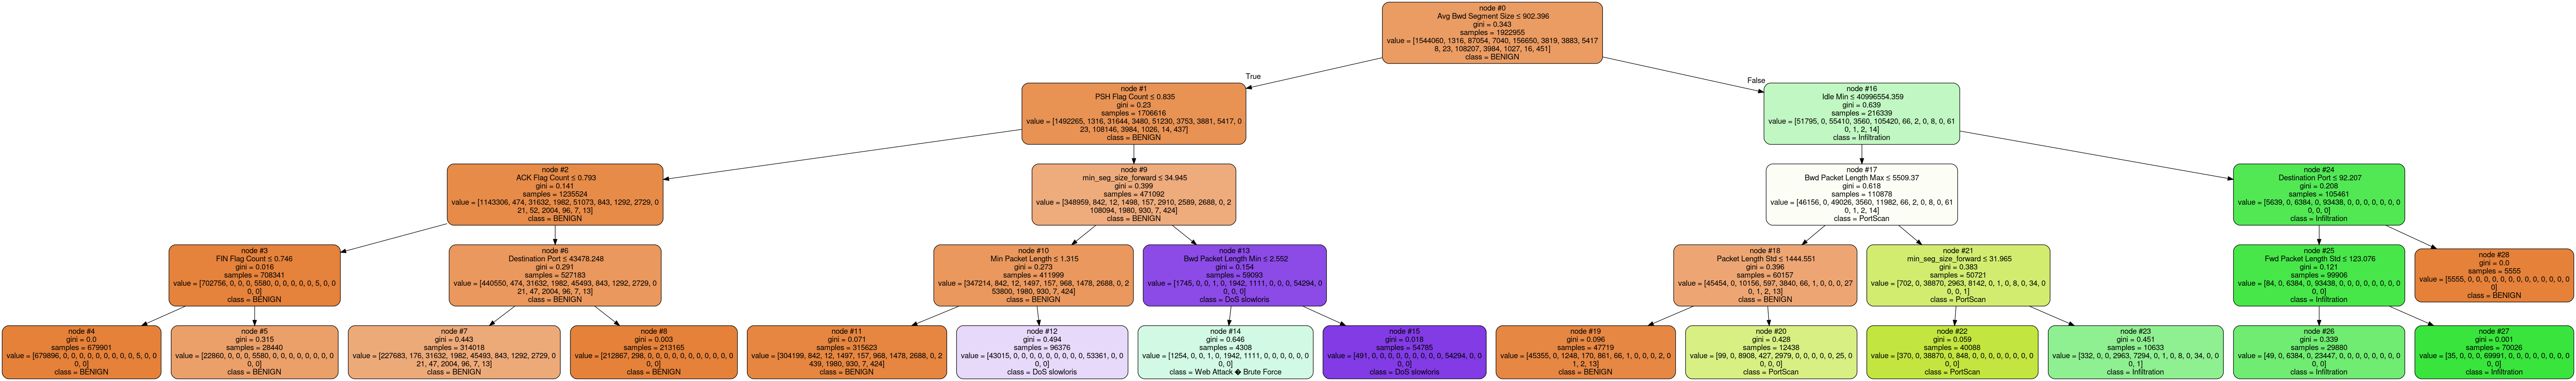 node #0
Avg Bwd Segment Size ≤ 902.396
gini = 0.343
samples = 1922955
value = [1544060, 1316, 87054, 7040, 156650, 3819, 3883, 5417
8, 23, 108207, 3984, 1027, 16, 451]
class = BENIGN
True
False
node #1
PSH Flag Count ≤ 0.835
gini = 0.23
samples = 1706616
value = [1492265, 1316, 31644, 3480, 51230, 3753, 3881, 5417, 0
23, 108146, 3984, 1026, 14, 437]
class = BENIGN
node #16
Idle Min ≤ 40996554.359
gini = 0.639
samples = 216339
value = [51795, 0, 55410, 3560, 105420, 66, 2, 0, 8, 0, 61
0, 1, 2, 14]
class = Infiltration
node #2
ACK Flag Count ≤ 0.793
gini = 0.141
samples = 1235524
value = [1143306, 474, 31632, 1982, 51073, 843, 1292, 2729, 0
21, 52, 2004, 96, 7, 13]
class = BENIGN
node #9
min_seg_size_forward ≤ 34.945
gini = 0.399
samples = 471092
value = [348959, 842, 12, 1498, 157, 2910, 2589, 2688, 0, 2
108094, 1980, 930, 7, 424]
class = BENIGN
node #17
Bwd Packet Length Max ≤ 5509.37
gini = 0.618
samples = 110878
value = [46156, 0, 49026, 3560, 11982, 66, 2, 0, 8, 0, 61
0, 1, 2, 14]
class = PortScan
node #24
Destination Port ≤ 92.207
gini = 0.208
samples = 105461
value = [5639, 0, 6384, 0, 93438, 0, 0, 0, 0, 0, 0, 0
0, 0, 0]
class = Infiltration
node #3
FIN Flag Count ≤ 0.746
gini = 0.016
samples = 708341
value = [702756, 0, 0, 0, 5580, 0, 0, 0, 0, 0, 5, 0, 0
0, 0]
class = BENIGN
node #6
Destination Port ≤ 43478.248
gini = 0.291
samples = 527183
value = [440550, 474, 31632, 1982, 45493, 843, 1292, 2729, 0
21, 47, 2004, 96, 7, 13]
class = BENIGN
node #10
Min Packet Length ≤ 1.315
gini = 0.273
samples = 411999
value = [347214, 842, 12, 1497, 157, 968, 1478, 2688, 0, 2
53800, 1980, 930, 7, 424]
class = BENIGN
node #13
Bwd Packet Length Min ≤ 2.552
gini = 0.154
samples = 59093
value = [1745, 0, 0, 1, 0, 1942, 1111, 0, 0, 0, 54294, 0
0, 0, 0]
class = DoS slowloris
node #18
Packet Length Std ≤ 1444.551
gini = 0.396
samples = 60157
value = [45454, 0, 10156, 597, 3840, 66, 1, 0, 0, 0, 27
0, 1, 2, 13]
class = BENIGN
node #21
min_seg_size_forward ≤ 31.965
gini = 0.383
samples = 50721
value = [702, 0, 38870, 2963, 8142, 0, 1, 0, 8, 0, 34, 0
0, 0, 1]
class = PortScan
node #25
Fwd Packet Length Std ≤ 123.076
gini = 0.121
samples = 99906
value = [84, 0, 6384, 0, 93438, 0, 0, 0, 0, 0, 0, 0, 0
0, 0]
class = Infiltration
node #28
gini = 0.0
samples = 5555
value = [5555, 0, 0, 0, 0, 0, 0, 0, 0, 0, 0, 0, 0, 0
0]
class = BENIGN
node #4
gini = 0.0
samples = 679901
value = [679896, 0, 0, 0, 0, 0, 0, 0, 0, 0, 5, 0, 0
0, 0]
class = BENIGN
node #5
gini = 0.315
samples = 28440
value = [22860, 0, 0, 0, 5580, 0, 0, 0, 0, 0, 0, 0, 0
0, 0]
class = BENIGN
node #7
gini = 0.443
samples = 314018
value = [227683, 176, 31632, 1982, 45493, 843, 1292, 2729, 0
21, 47, 2004, 96, 7, 13]
class = BENIGN
node #8
gini = 0.003
samples = 213165
value = [212867, 298, 0, 0, 0, 0, 0, 0, 0, 0, 0, 0, 0
0, 0]
class = BENIGN
node #11
gini = 0.071
samples = 315623
value = [304199, 842, 12, 1497, 157, 968, 1478, 2688, 0, 2
439, 1980, 930, 7, 424]
class = BENIGN
node #12
gini = 0.494
samples = 96376
value = [43015, 0, 0, 0, 0, 0, 0, 0, 0, 0, 53361, 0, 0
0, 0]
class = DoS slowloris
node #14
gini = 0.646
samples = 4308
value = [1254, 0, 0, 1, 0, 1942, 1111, 0, 0, 0, 0, 0, 0
0, 0]
class = Web Attack � Brute Force
node #15
gini = 0.018
samples = 54785
value = [491, 0, 0, 0, 0, 0, 0, 0, 0, 0, 54294, 0, 0
0, 0]
class = DoS slowloris
node #19
gini = 0.096
samples = 47719
value = [45355, 0, 1248, 170, 861, 66, 1, 0, 0, 0, 2, 0
1, 2, 13]
class = BENIGN
node #20
gini = 0.428
samples = 12438
value = [99, 0, 8908, 427, 2979, 0, 0, 0, 0, 0, 25, 0
0, 0, 0]
class = PortScan
node #22
gini = 0.059
samples = 40088
value = [370, 0, 38870, 0, 848, 0, 0, 0, 0, 0, 0, 0, 0
0, 0]
class = PortScan
node #23
gini = 0.451
samples = 10633
value = [332, 0, 0, 2963, 7294, 0, 1, 0, 8, 0, 34, 0, 0
0, 1]
class = Infiltration
node #26
gini = 0.339
samples = 29880
value = [49, 0, 6384, 0, 23447, 0, 0, 0, 0, 0, 0, 0, 0
0, 0]
class = Infiltration
node #27
gini = 0.001
samples = 70026
value = [35, 0, 0, 0, 69991, 0, 0, 0, 0, 0, 0, 0, 0
0, 0]
class = Infiltration